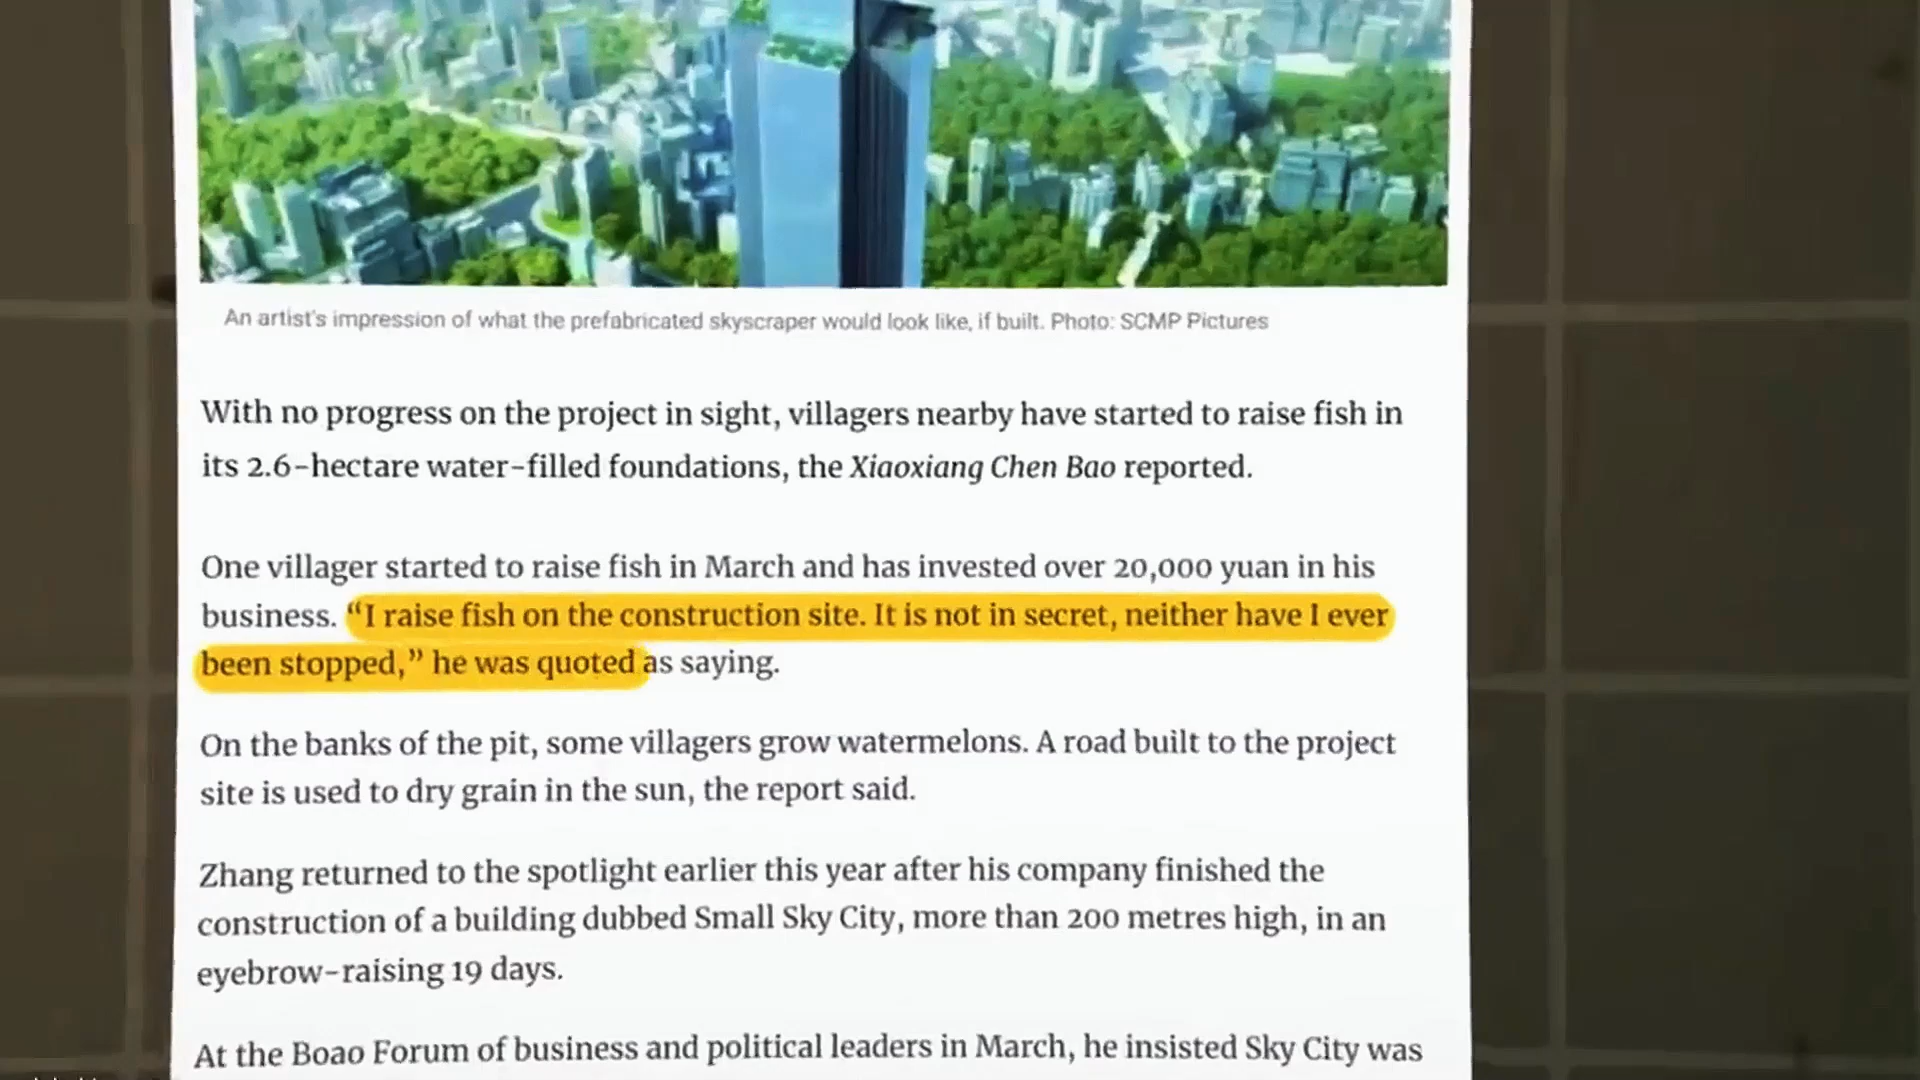 An artist's impression of what the prefabricated skyscraper would look like, if built. Photo: SCMP Pictures
With no progress on the project in sight, villagers nearby have started to raise fish in
its 2.6-hectare water-filled foundations, the Xiaoxiang Chen Bao reported.
One villager started to raise fish in March and has invested over 20,000 yuan in his
business. “I raise fish on the construction site. It is not in secret, neither have I ever
been stopped,” he was quoted as saying.
On the banks of the pit, some villagers grow watermelons. A road built to the project
site is used to dry grain in the sun, the report said.
Zhang returned to the spotlight earlier this year after his company finished the
construction of a building dubbed Small Sky City, more than 200 metres high, in an
eyebrow-raising 19 days.
At the Boao Forum of business and political leaders in March, he insisted Sky City was